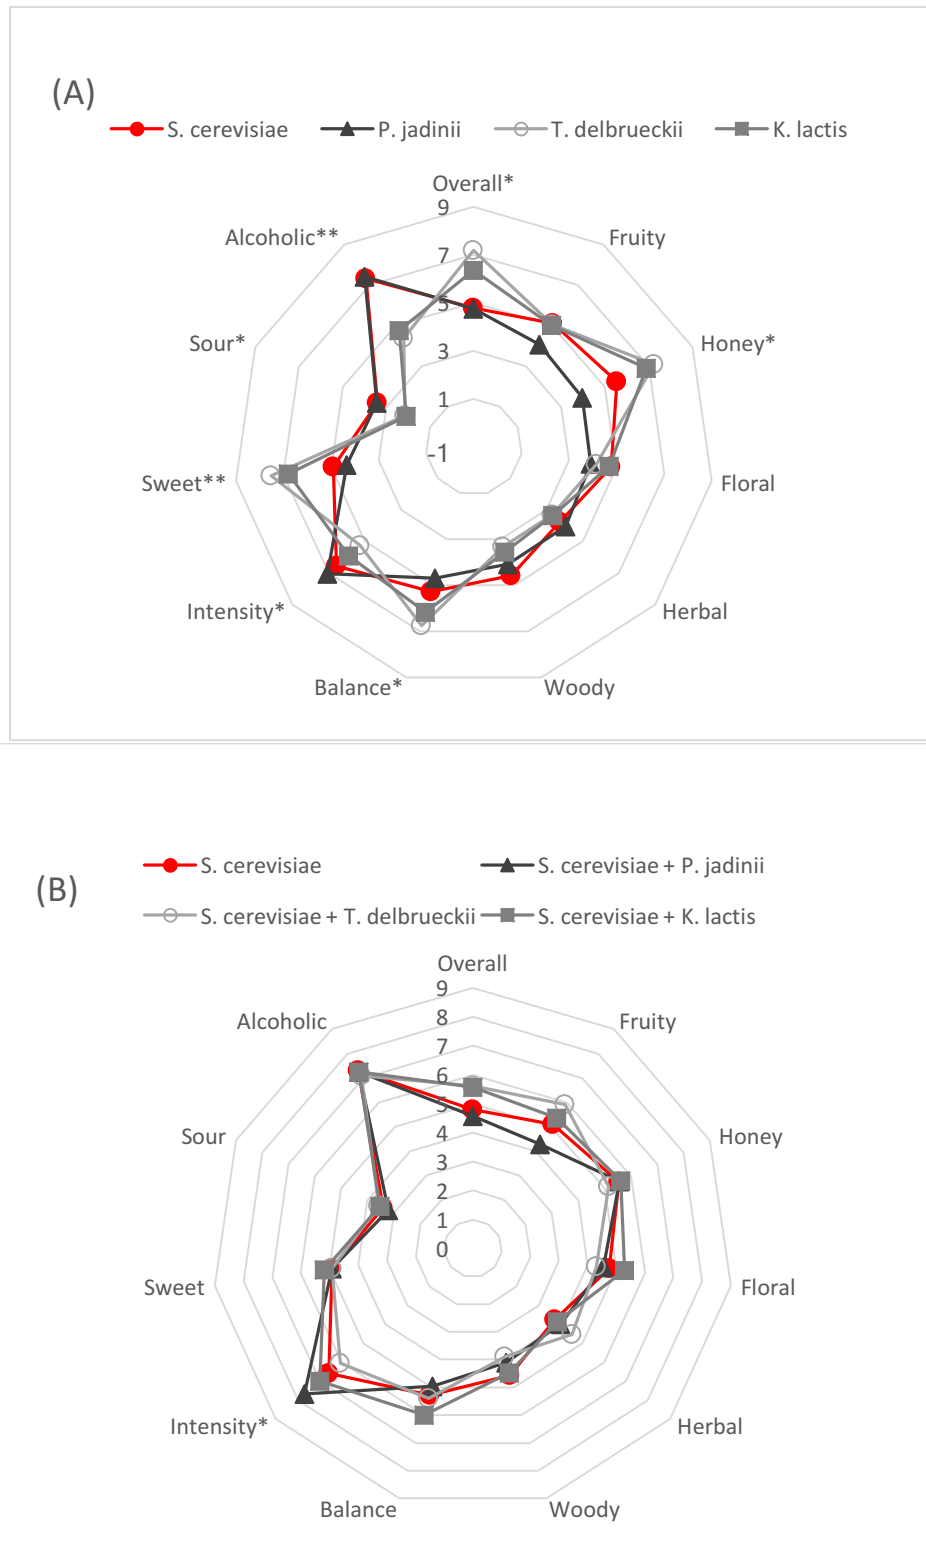 (A)
S. cerevisiae P. jadinii T. delbrueckii K. lactis
Overall*
9
Alcoholic** Fruity
7
5
Sour* Honey*
3
1
-1
Sweet** Floral
Intensity* Herbal
Balance* Woody
S. cerevisiae S. cerevisiae + P. jadinii
(B)
S. cerevisiae + T. delbrueckii S. cerevisiae + K. lactis
Overall
9
Alcoholic Fruity
8
7
6
5
Sour Honey
4
3
2
1
0
Sweet Floral
Intensity* Herbal
Balance Woody